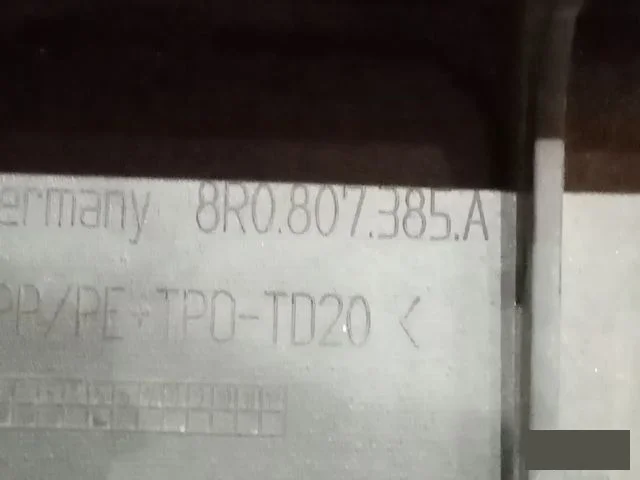 ermany 8R0.807.385.A
PP/PE+TPO-TD20 <